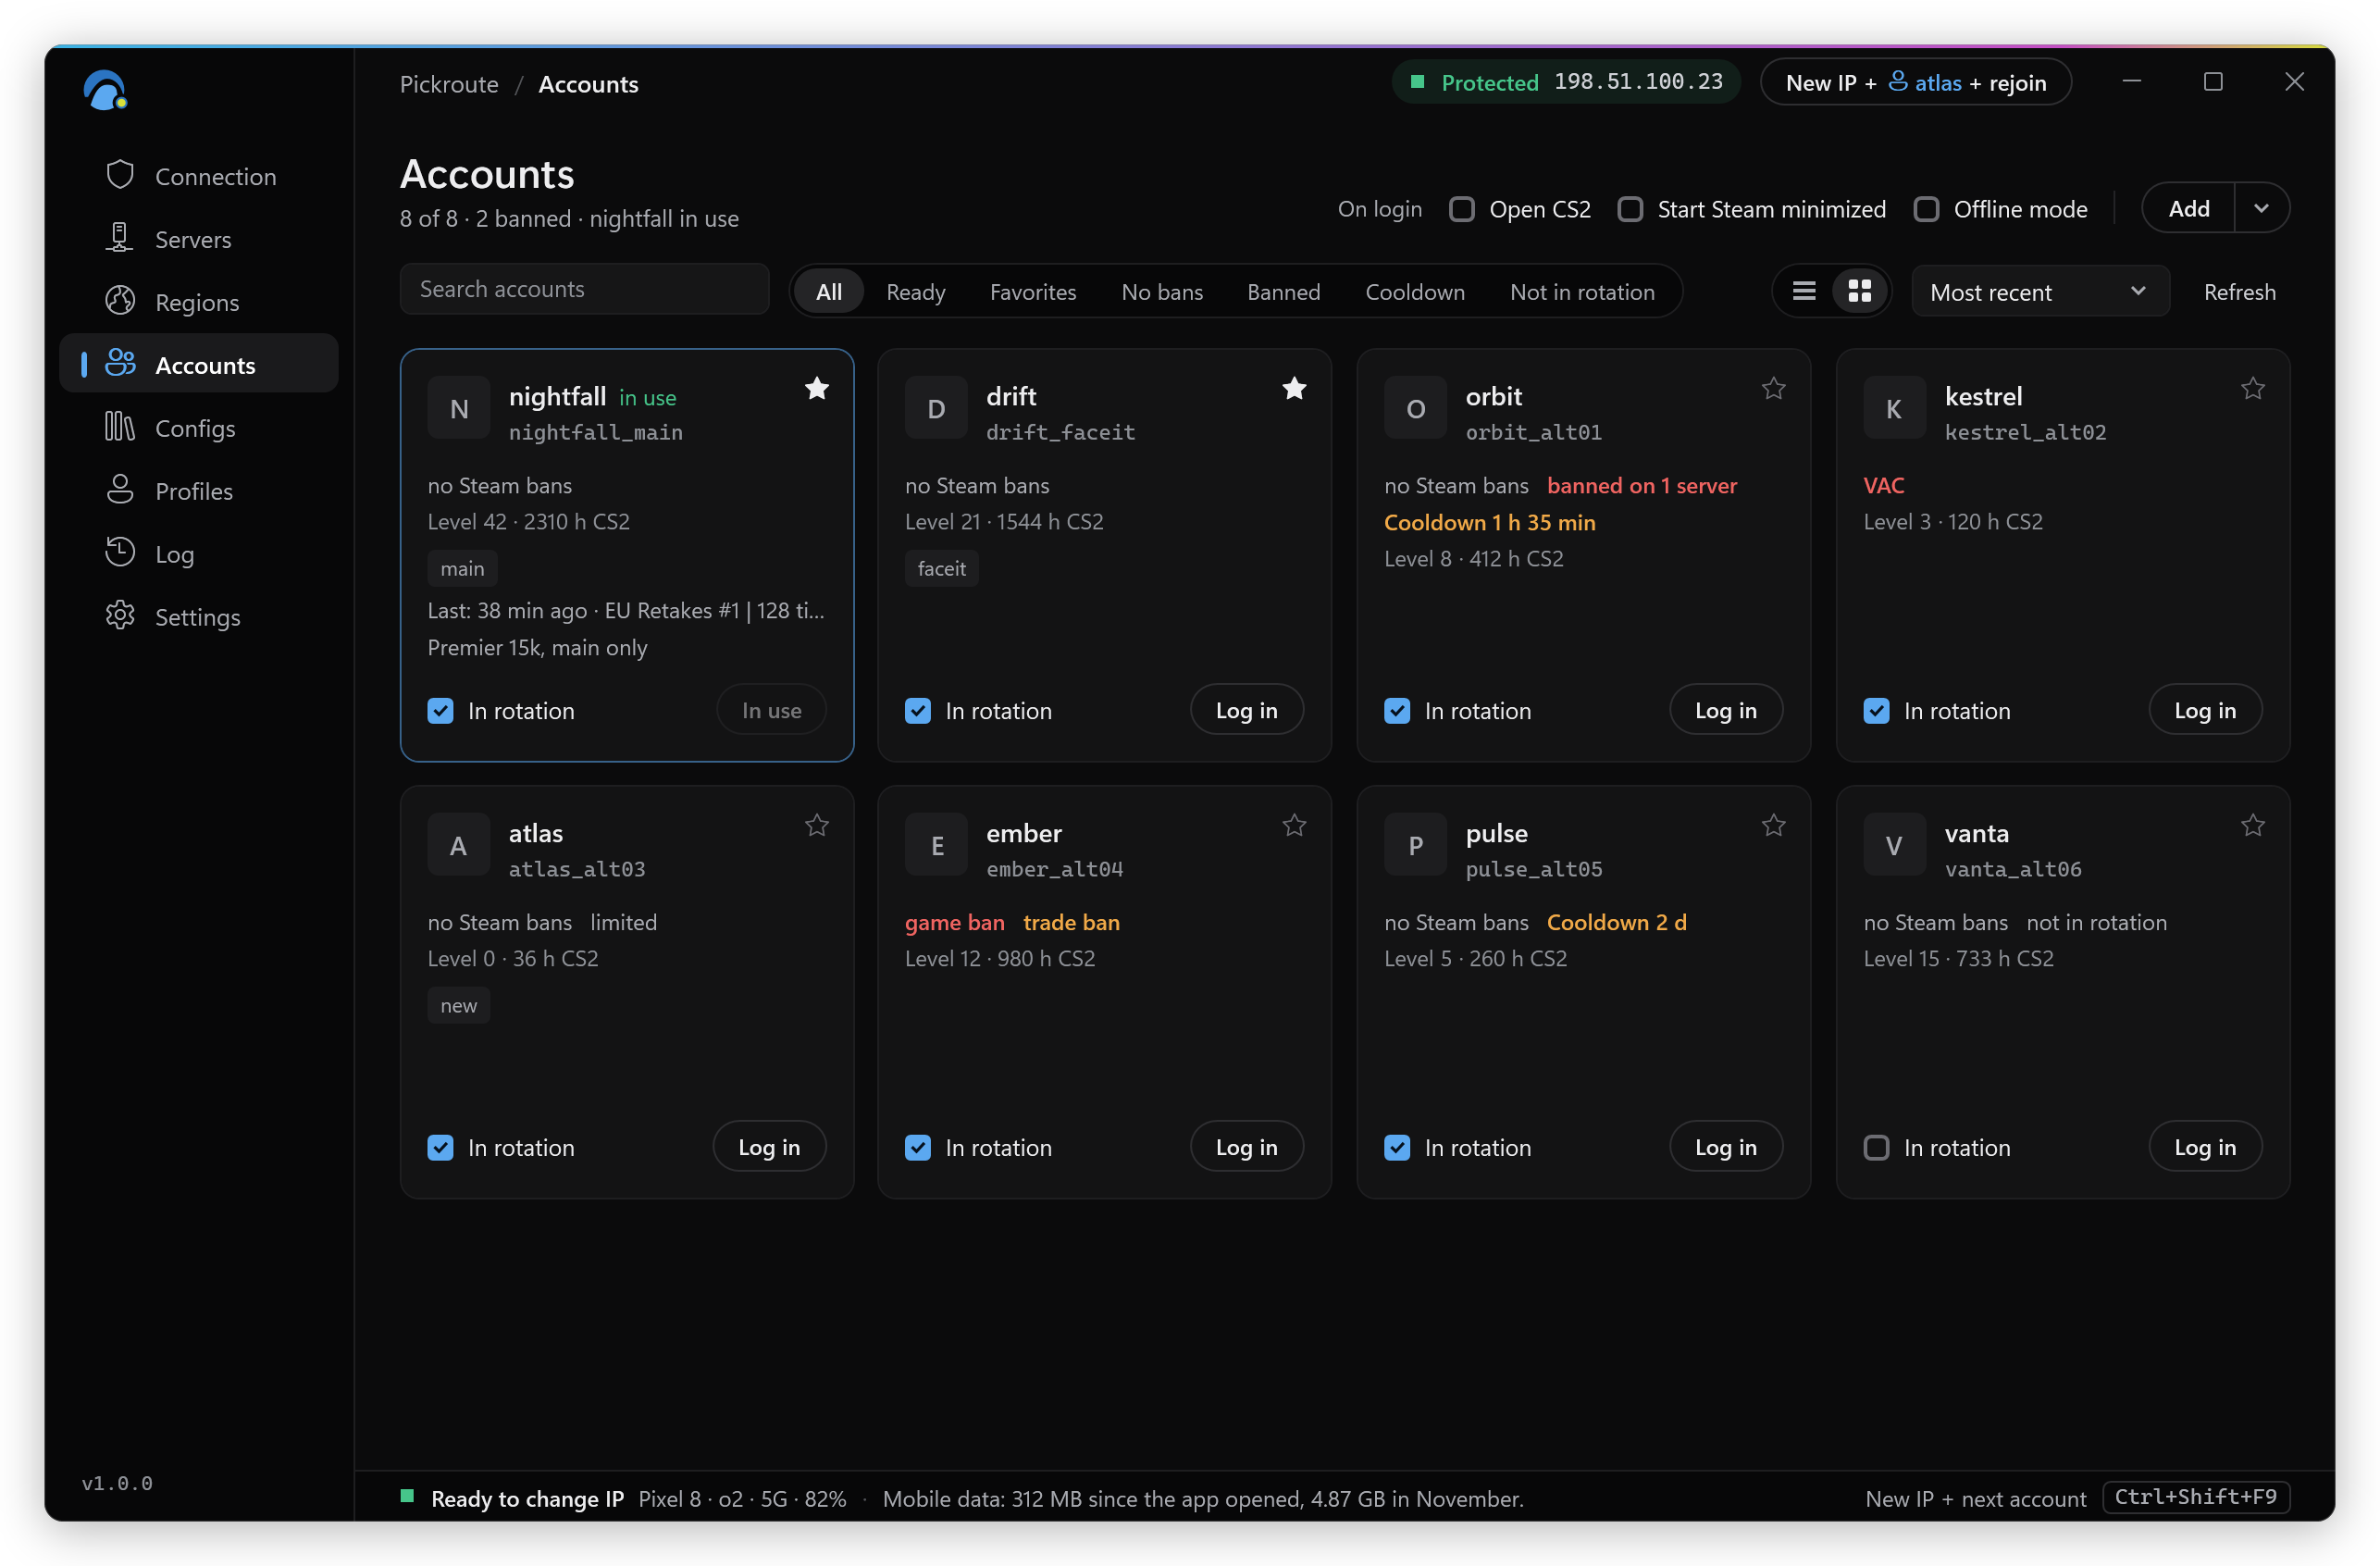 Pickroute / Accounts
Protected 198.51.100.23
New IP + atlas + rejoin
Connection
Servers
Regions
Accounts
Configs
Profiles
Log
Settings
v1.0.0
Accounts
8 of 8 · 2 banned · nightfall in use
On login Open CS2 Start Steam minimized Offline mode Add
Search accounts
All Ready Favorites No bans Banned Cooldown Not in rotation
Most recent Refresh
N
nightfall in use
nightfall_main
no Steam bans
Level 42 · 2310 h CS2
main
Last: 38 min ago · EU Retakes #1 | 128 ti...
Premier 15k, main only
In rotation In use
D
drift
drift_faceit
no Steam bans
Level 21 · 1544 h CS2
faceit
In rotation Log in
O
orbit
orbit_alt01
no Steam bans banned on 1 server
Cooldown 1 h 35 min
Level 8 · 412 h CS2
In rotation Log in
K
kestrel
kestrel_alt02
VAC
Level 3 · 120 h CS2
In rotation Log in
A
atlas
atlas_alt03
no Steam bans limited
Level 0 · 36 h CS2
new
In rotation Log in
E
ember
ember_alt04
game ban trade ban
Level 12 · 980 h CS2
In rotation Log in
P
pulse
pulse_alt05
no Steam bans Cooldown 2 d
Level 5 · 260 h CS2
In rotation Log in
V
vanta
vanta_alt06
no Steam bans not in rotation
Level 15 · 733 h CS2
In rotation Log in
Ready to change IP Pixel 8 · o2 · 5G · 82% · Mobile data: 312 MB since the app opened, 4.87 GB in November.
New IP + next account Ctrl+Shift+F9